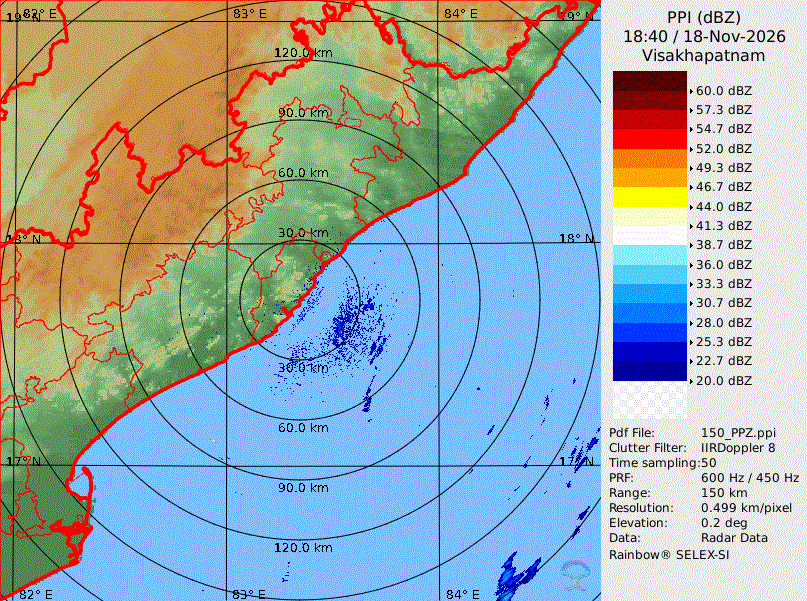 19° N
82° E
83° E
84° E
19° N
120.0 km
90.0 km
60.0 km
30.0 km
18° N
18° N
30.0 km
60.0 km
17° N
17° N
90.0 km
120.0 km
82° E
83° E
84° E
PPI (dBZ)
18:40 / 18-Nov-2026
Visakhapatnam
60.0 dBZ
57.3 dBZ
54.7 dBZ
52.0 dBZ
49.3 dBZ
46.7 dBZ
44.0 dBZ
41.3 dBZ
38.7 dBZ
36.0 dBZ
33.3 dBZ
30.7 dBZ
28.0 dBZ
25.3 dBZ
22.7 dBZ
20.0 dBZ
Pdf File: 150_PPZ.ppi
Clutter Filter: IIRDoppler 8
Time sampling:50
PRF: 600 Hz / 450 Hz
Range: 150 km
Resolution: 0.499 km/pixel
Elevation: 0.2 deg
Data: Radar Data
Rainbow® SELEX-SI